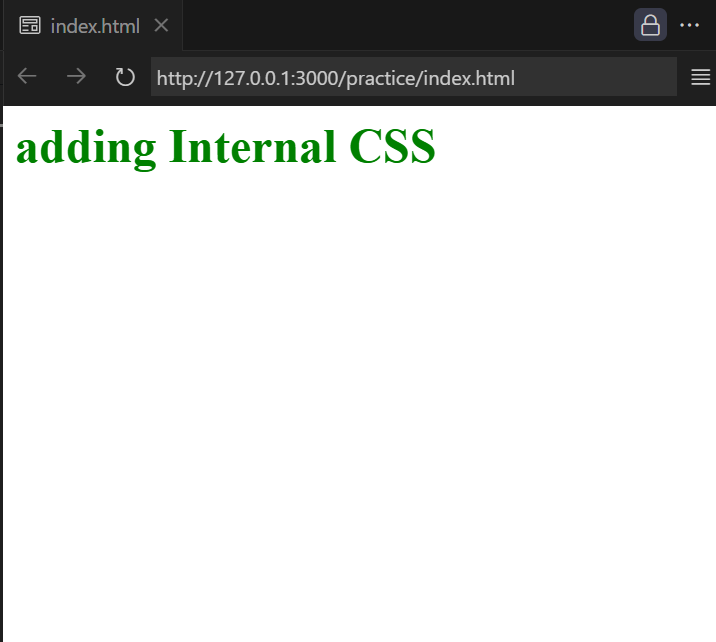 index.html
http://127.0.0.1:3000/practice/index.html
adding Internal CSS